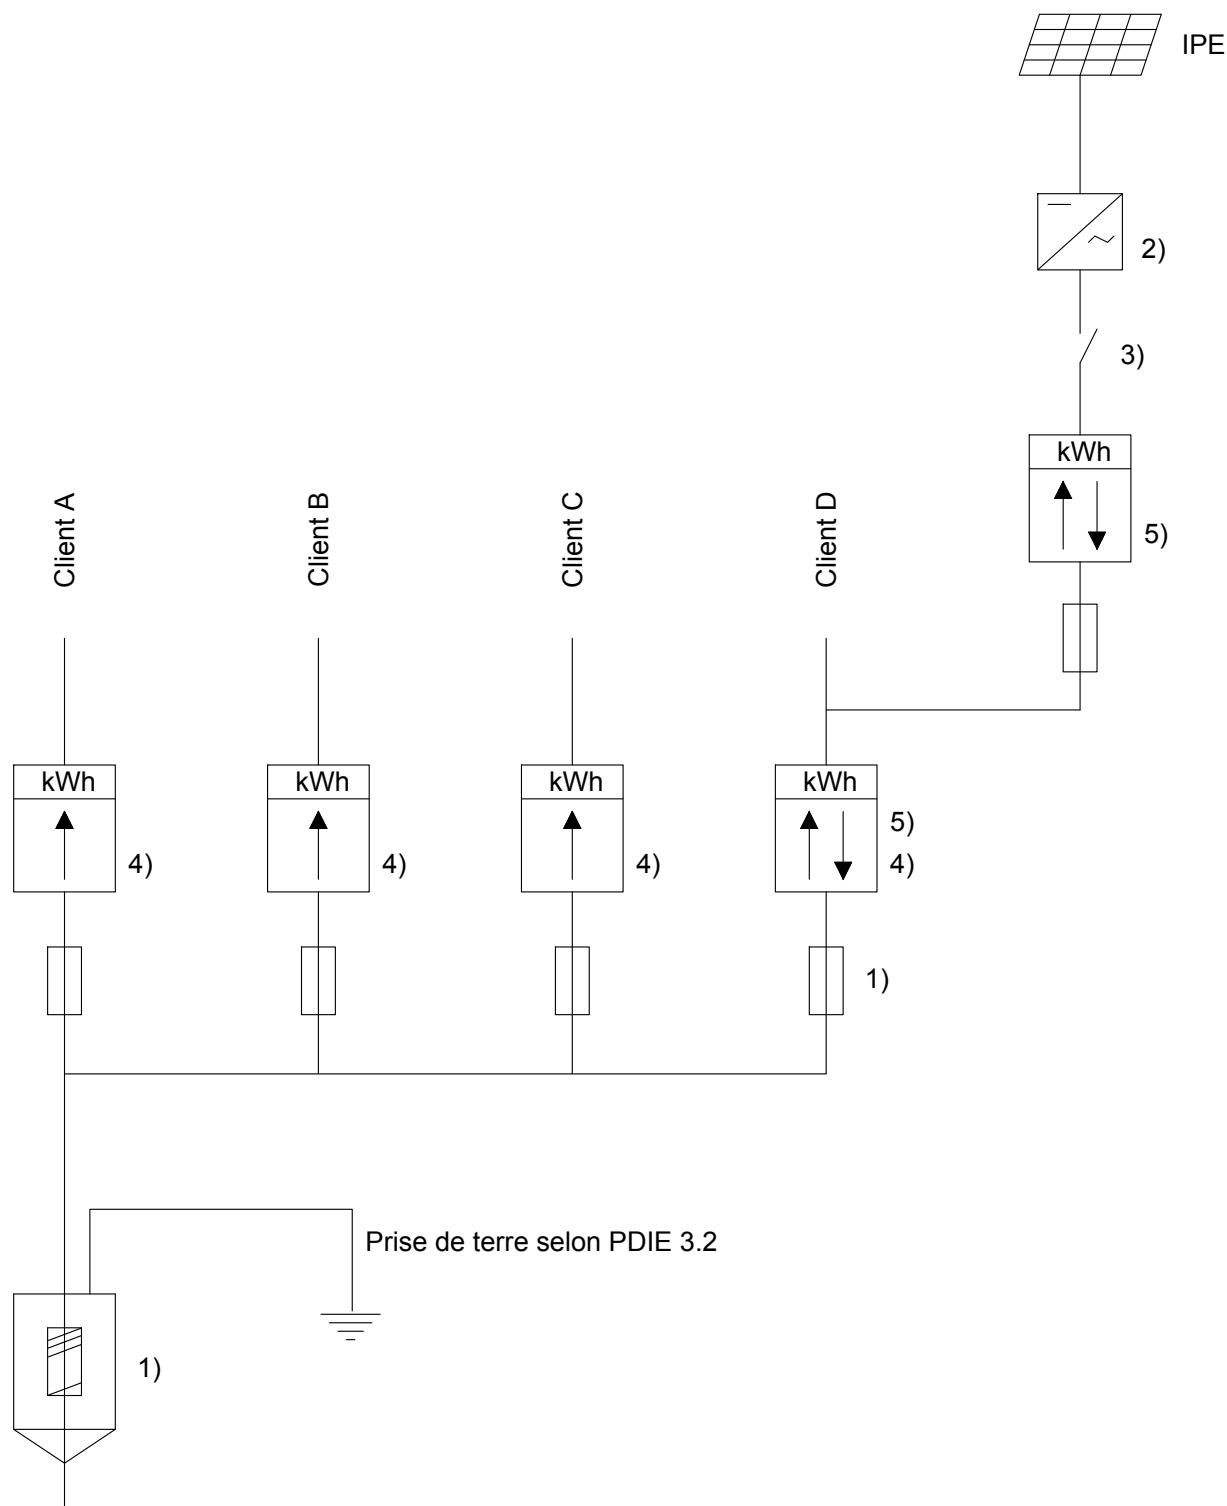 IPE
2)
3)
kWh
5)
Client A
Client B
Client C
Client D
kWh
kWh
kWh
kWh
5)
4)
4)
4)
4)
1)
Prise de terre selon PDIE 3.2
1)